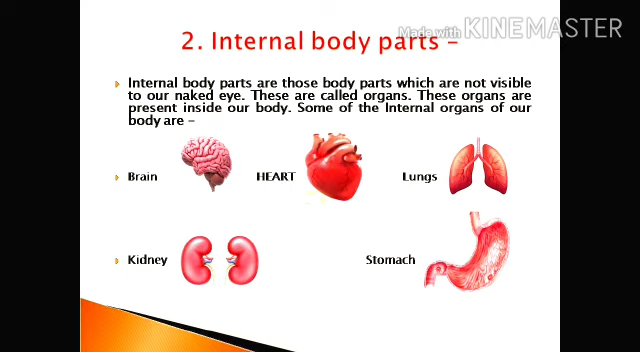 Made with KINEMASTER
2. Internal body parts –
Internal body parts are those body parts which are not visible
to our naked eye. These are called organs. These organs are
present inside our body. Some of the Internal organs of our
body are –
Brain HEART Lungs
Kidney Stomach